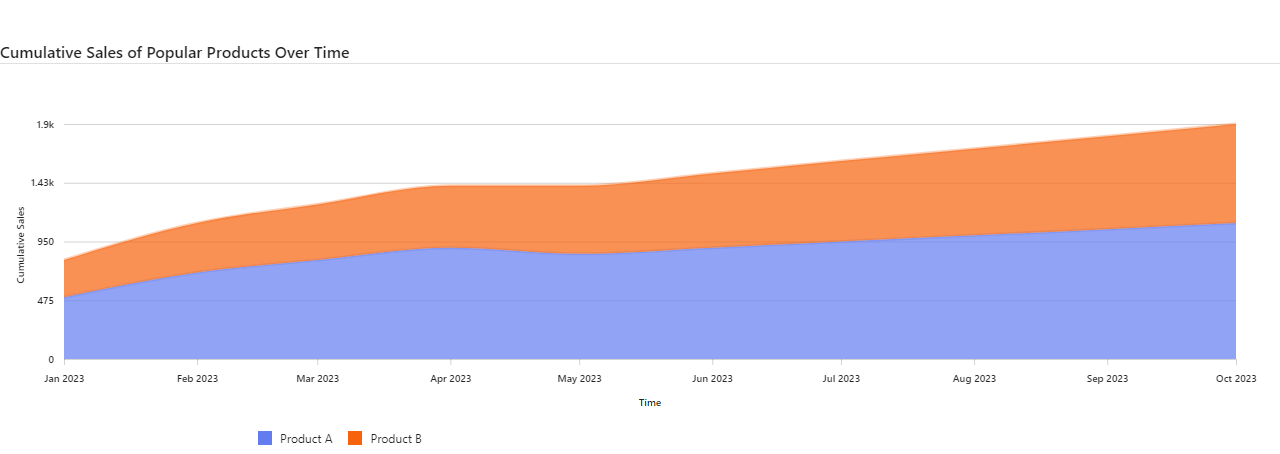 Cumulative Sales of Popular Products Over Time
1.9k
1.43k
950
475
0
Cumulative Sales
Jan 2023 Feb 2023 Mar 2023 Apr 2023 May 2023 Jun 2023 Jul 2023 Aug 2023 Sep 2023 Oct 2023
Time
Product A Product B